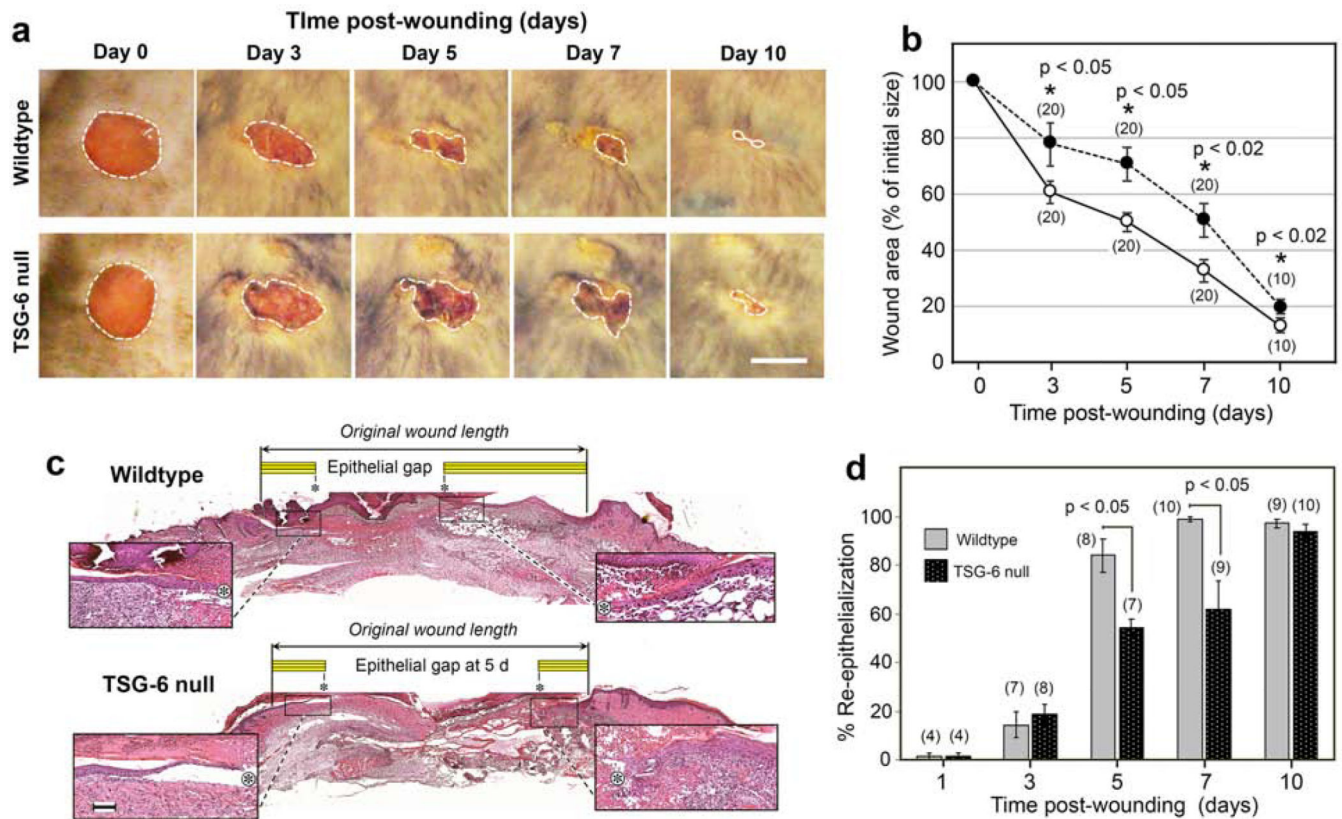 a
TIme post-wounding (days)
Day 0 Day 3 Day 5 Day 7 Day 10
Wildtype
TSG-6 null
b
Wound area (% of initial size)
100
80
60
40
20
0
p < 0.05
*
(20)
p < 0.05
*
(20)
p < 0.02
*
(20)
p < 0.02
*
(10)
(20)
(20)
(20)
(10)
0 3 5 7 10
Time post-wounding (days)
c
Original wound length
Wildtype
Epithelial gap
* *
* *
Original wound length
Epithelial gap at 5 d
TSG-6 null
* *
* *
d
% Re-epithelialization
100
80
60
40
20
0
Wildtype
TSG-6 null
(4) (4)
(7) (8)
p < 0.05
(8)
(7)
p < 0.05
(10)
(9)
(9) (10)
1 3 5 7 10
Time post-wounding (days)